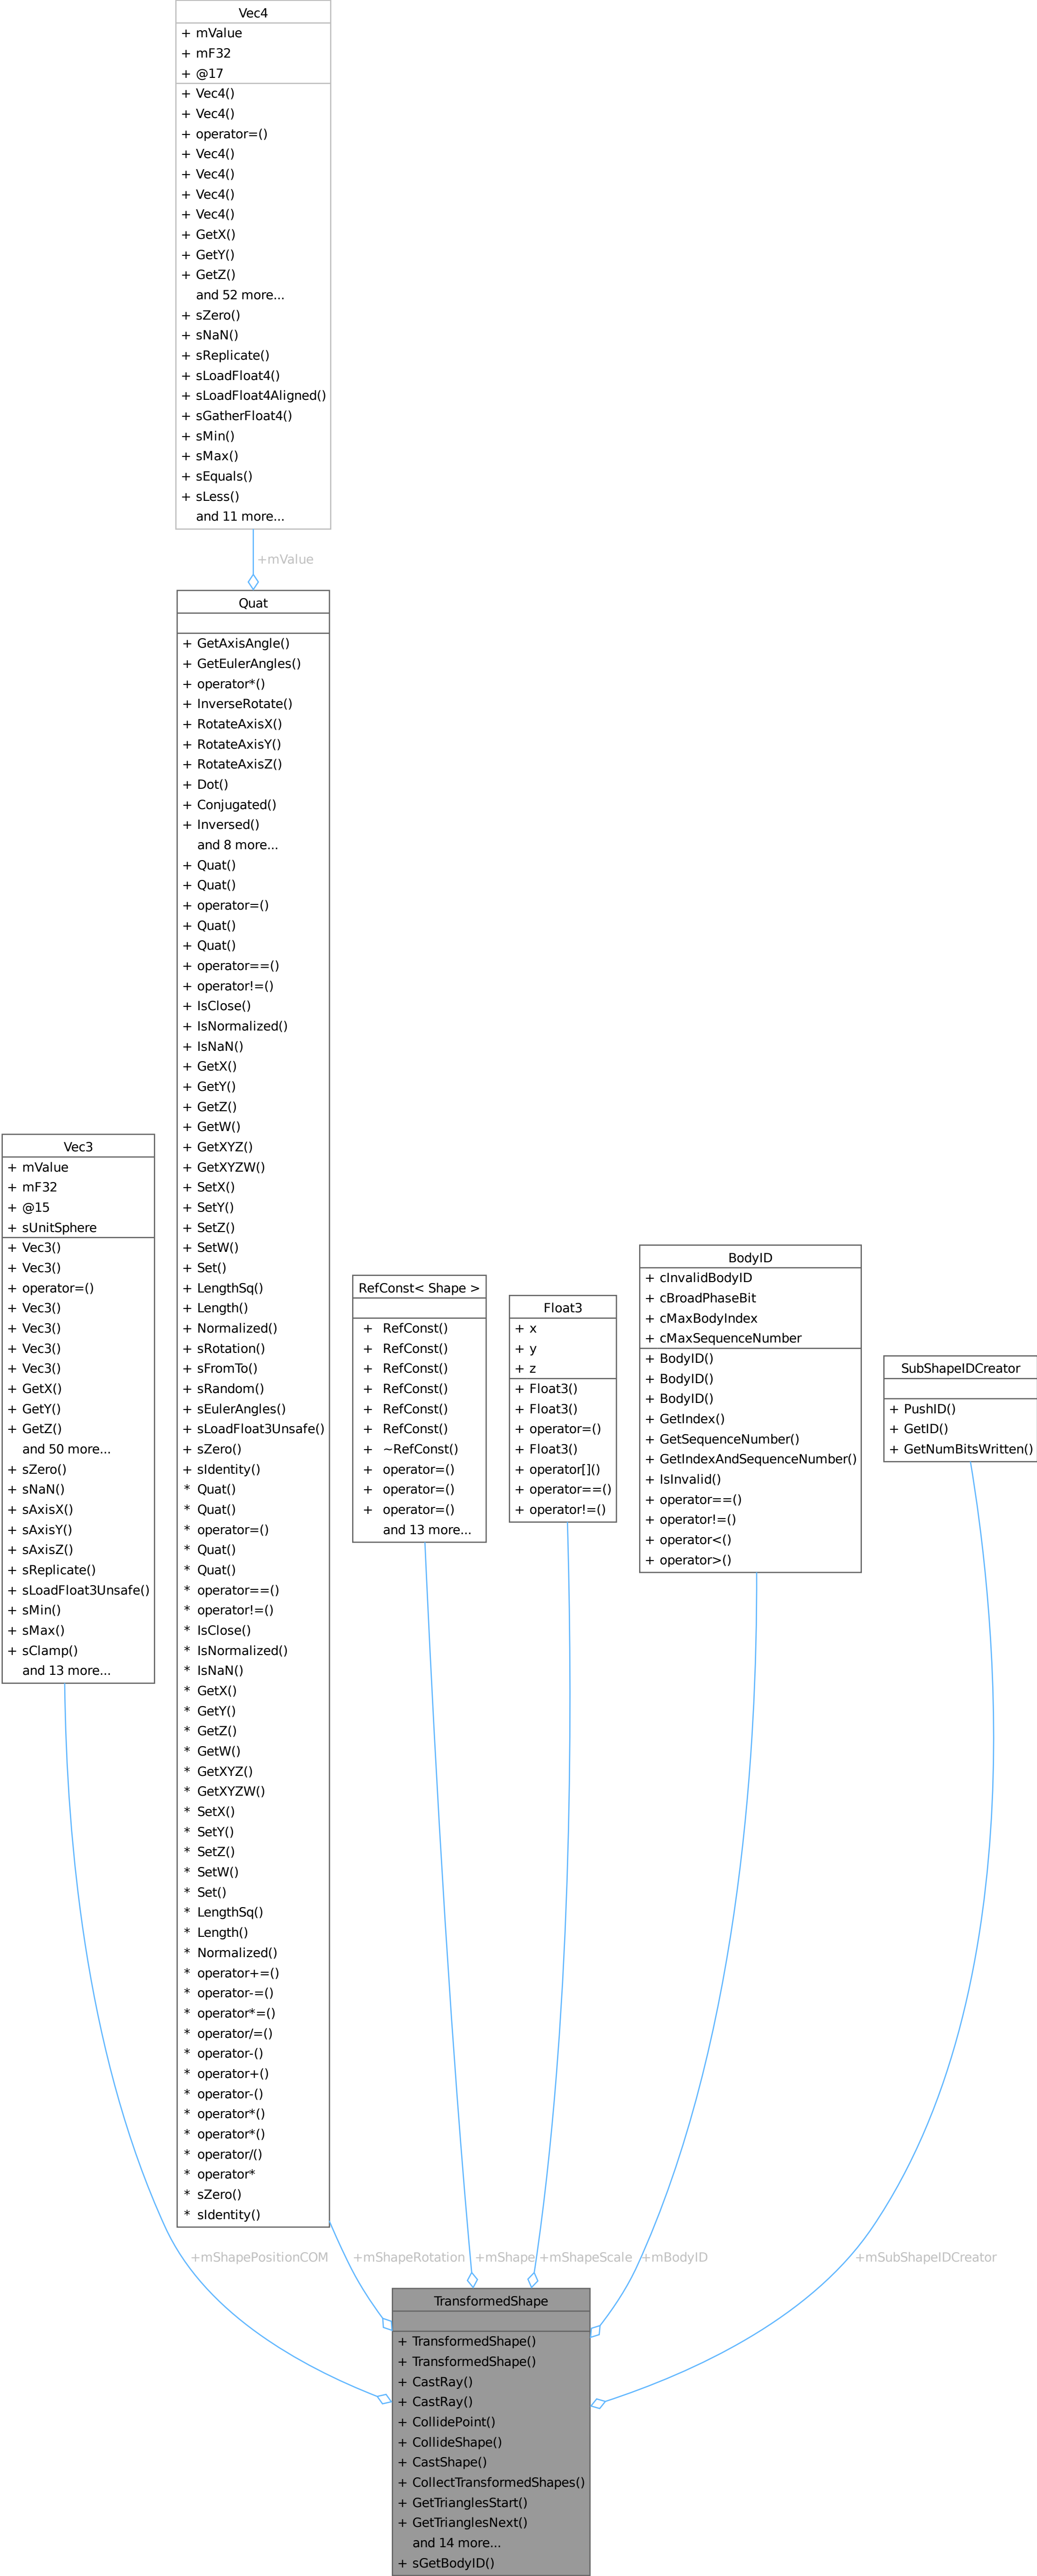 Vec4
+ mValue
+ mF32
+ @17
+ Vec4()
+ Vec4()
+ operator=()
+ Vec4()
+ Vec4()
+ Vec4()
+ Vec4()
+ GetX()
+ GetY()
+ GetZ()
and 52 more...
+ sZero()
+ sNaN()
+ sReplicate()
+ sLoadFloat4()
+ sLoadFloat4Aligned()
+ sGatherFloat4()
+ sMin()
+ sMax()
+ sEquals()
+ sLess()
and 11 more...
+mValue
Quat
+ GetAxisAngle()
+ GetEulerAngles()
+ operator*()
+ InverseRotate()
+ RotateAxisX()
+ RotateAxisY()
+ RotateAxisZ()
+ Dot()
+ Conjugated()
+ Inversed()
and 8 more...
+ Quat()
+ Quat()
+ operator=()
+ Quat()
+ Quat()
+ operator==()
+ operator!=()
+ IsClose()
+ IsNormalized()
+ IsNaN()
+ GetX()
+ GetY()
+ GetZ()
+ GetW()
+ GetXYZ()
+ GetXYZW()
+ SetX()
+ SetY()
+ SetZ()
+ SetW()
+ Set()
+ LengthSq()
+ Length()
+ Normalized()
+ sRotation()
+ sFromTo()
+ sRandom()
+ sEulerAngles()
+ sLoadFloat3Unsafe()
+ sZero()
+ sIdentity()
* Quat()
* Quat()
* operator=()
* Quat()
* Quat()
* operator==()
* operator!=()
* IsClose()
* IsNormalized()
* IsNaN()
* GetX()
* GetY()
* GetZ()
* GetW()
* GetXYZ()
* GetXYZW()
* SetX()
* SetY()
* SetZ()
* SetW()
* Set()
* LengthSq()
* Length()
* Normalized()
* operator+=()
* operator-=()
* operator*=()
* operator/=()
* operator-()
* operator+()
* operator-()
* operator*()
* operator*()
* operator/()
* operator*
* sZero()
* sIdentity()
Vec3
+ mValue
+ mF32
+ @15
+ sUnitSphere
+ Vec3()
+ Vec3()
+ operator=()
+ Vec3()
+ Vec3()
+ Vec3()
+ Vec3()
+ GetX()
+ GetY()
+ GetZ()
and 50 more...
+ sZero()
+ sNaN()
+ sAxisX()
+ sAxisY()
+ sAxisZ()
+ sReplicate()
+ sLoadFloat3Unsafe()
+ sMin()
+ sMax()
+ sClamp()
and 13 more...
RefConst< Shape >
+ RefConst()
+ RefConst()
+ RefConst()
+ RefConst()
+ RefConst()
+ RefConst()
+ ~RefConst()
+ operator=()
+ operator=()
+ operator=()
and 13 more...
Float3
+ x
+ y
+ z
+ Float3()
+ Float3()
+ operator=()
+ Float3()
+ operator[]()
+ operator==()
+ operator!=()
BodyID
+ cInvalidBodyID
+ cBroadPhaseBit
+ cMaxBodyIndex
+ cMaxSequenceNumber
+ BodyID()
+ BodyID()
+ BodyID()
+ GetIndex()
+ GetSequenceNumber()
+ GetIndexAndSequenceNumber()
+ IsInvalid()
+ operator==()
+ operator!=()
+ operator<()
+ operator>()
SubShapeIDCreator
+ PushID()
+ GetID()
+ GetNumBitsWritten()
+mShapePositionCOM
+mShapeRotation
+mShape
+mShapeScale
+mBodyID
+mSubShapeIDCreator
TransformedShape
+ TransformedShape()
+ TransformedShape()
+ CastRay()
+ CastRay()
+ CollidePoint()
+ CollideShape()
+ CastShape()
+ CollectTransformedShapes()
+ GetTrianglesStart()
+ GetTrianglesNext()
and 14 more...
+ sGetBodyID()